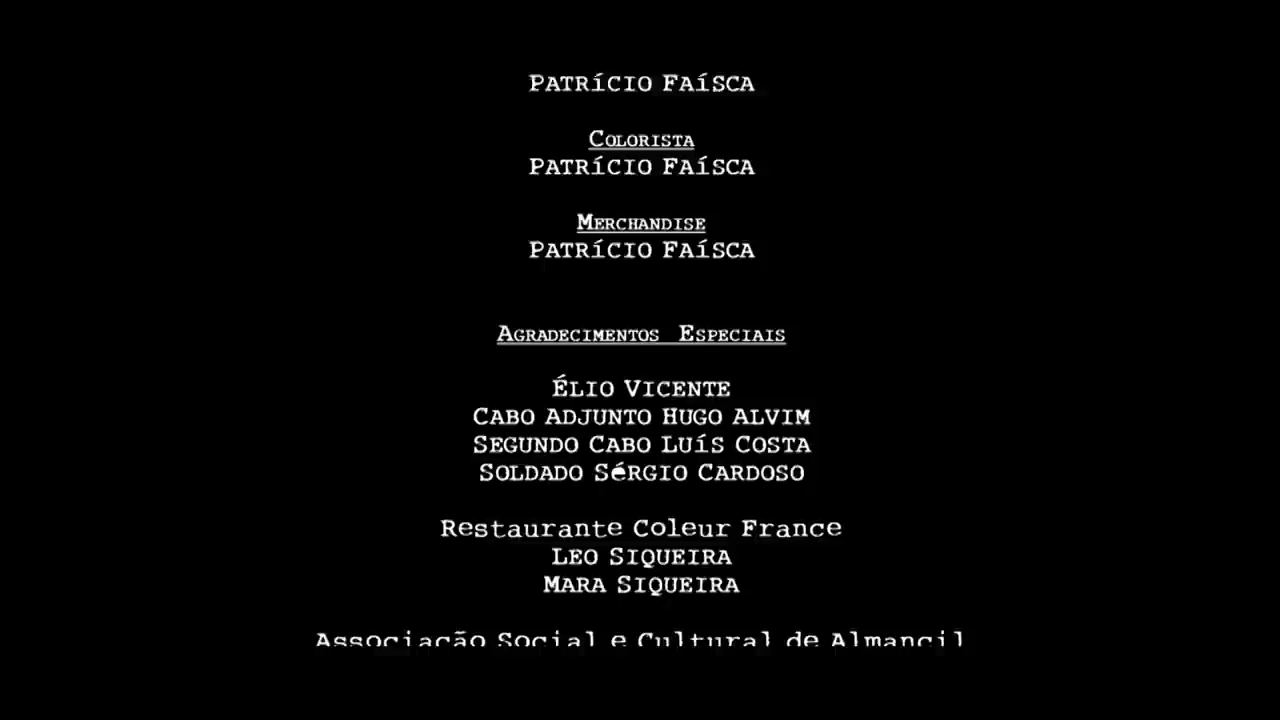 PATRíCIO FAíSCA
COLORISTA
PATRíCIO FAíSCA
MERCHANDISE
PATRíCIO FAíSCA
AGRADECIMENTOS ESPECIAIS
ÉLIO VICENTE
CABO ADJUNTO HUGO ALVIM
SEGUNDO CABO LUíS COSTA
SOLDADO SéRGIO CARDOSO
Restaurante Coleur France
LEO SIQUEIRA
MARA SIQUEIRA
Associação Social e Cultural de Almancil